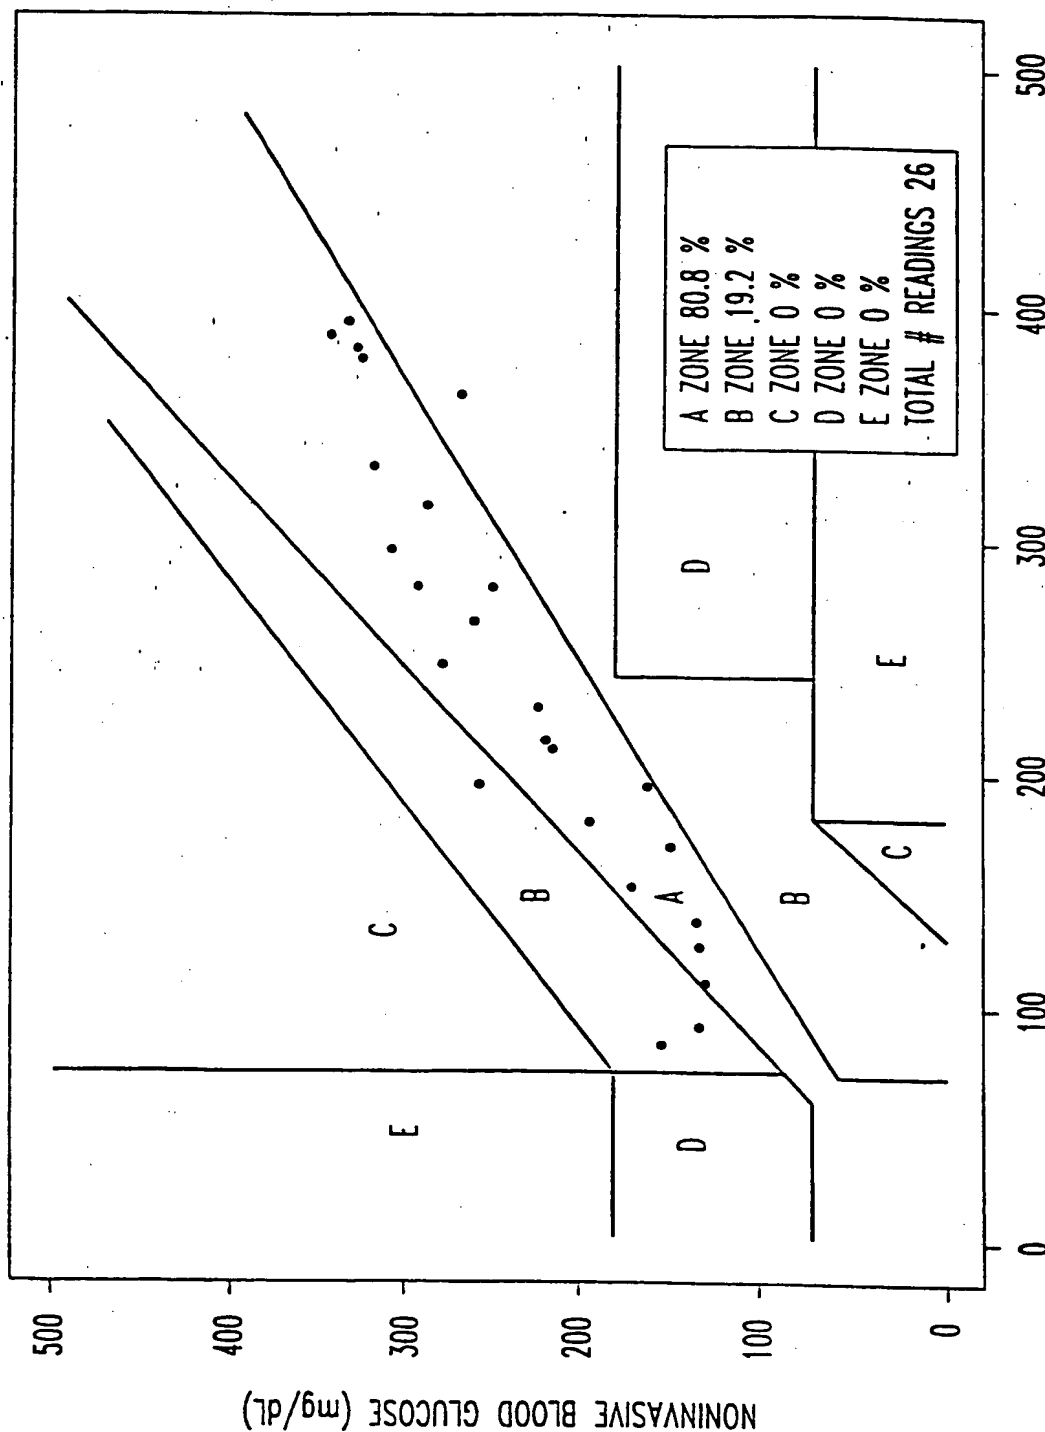 NONINVASIVE BLOOD GLUCOSE (mg/dL)
500
400
300
200
100
0
0
100
200
300
400
500
E
C
B
A
D
B
C
D
E
A ZONE 80.8 %
B ZONE 19.2 %
C ZONE 0 %
D ZONE 0 %
E ZONE 0 %
TOTAL # READINGS 26